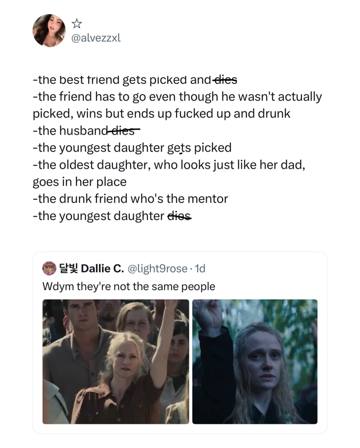 ☆
@alvezzxl
-the best friend gets picked and dies
-the friend has to go even though he wasn't actually
picked, wins but ends up fucked up and drunk
-the husband dies
-the youngest daughter gets picked
-the oldest daughter, who looks just like her dad,
goes in her place
-the drunk friend who's the mentor
-the youngest daughter dies
달빛 Dallie C. @light9rose · 1d
Wdym they're not the same people